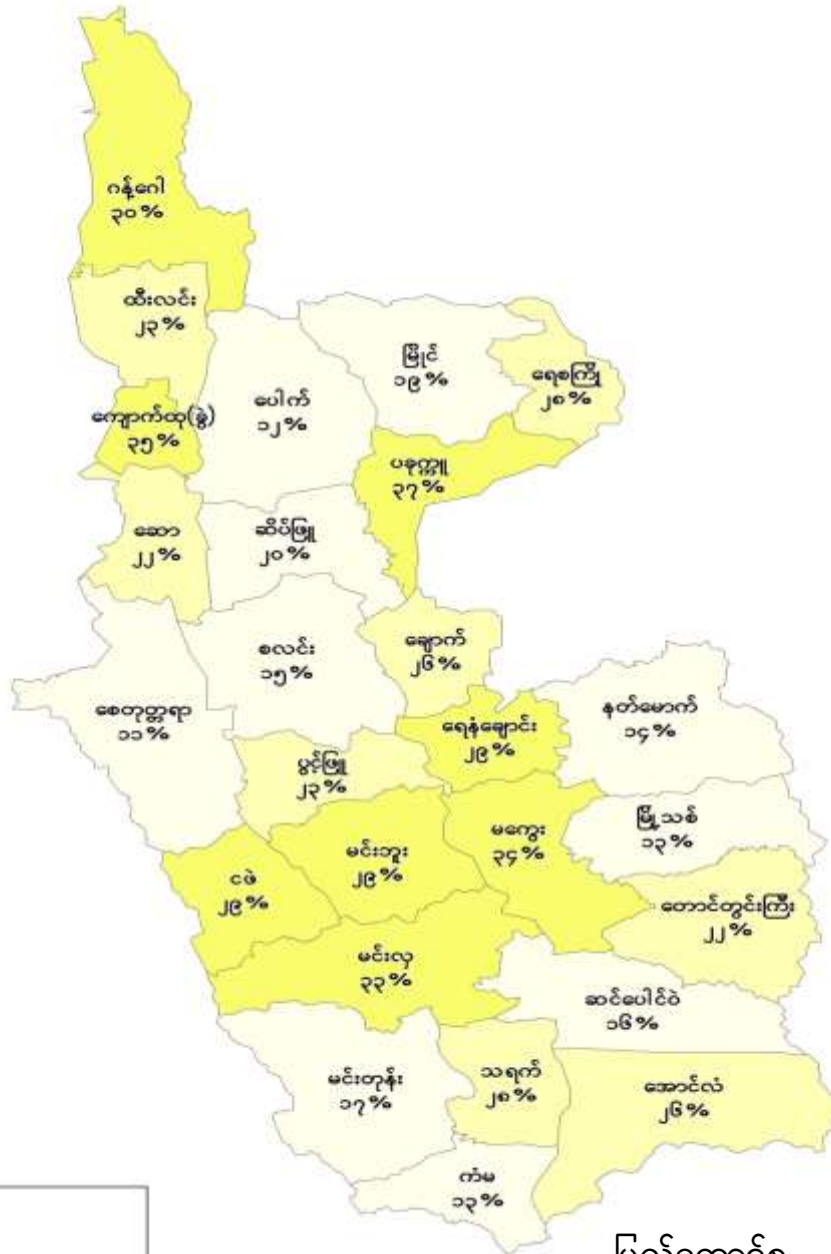 ဂန့်ဂေါ
၃၀%
ထီးလင်း
၂၃%
မြိုင်
၁၉%
ရေစကြို
၂၈%
ကျောက်ထု(ခွဲ)
၃၅%
ပေါက်
၁၂%
ပခုက္ကူ
၃၇%
ဆော
၂၂%
ဆိပ်ဖြူ
၂၀%
စလင်း
၁၅%
ချောက်
၂၆%
စေတုတ္တရာ
၁၁%
ရေနံချောင်း
၂၉%
နတ်မောက်
၁၄%
ပွင့်ဖြူ
၂၃%
မင်းဘူး
၂၉%
မကွေး
၃၄%
မြို့သစ်
၁၃%
ငဖဲ
၂၉%
တောင်တွင်းကြီး
၂၂%
မင်းလှ
၃၃%
ဆင်ပေါင်ဝဲ
၁၆%
မင်းတုန်း
၁၇%
သရက်
၂၈%
အောင်လံ
၂၆%
ကံမ
၁၃%